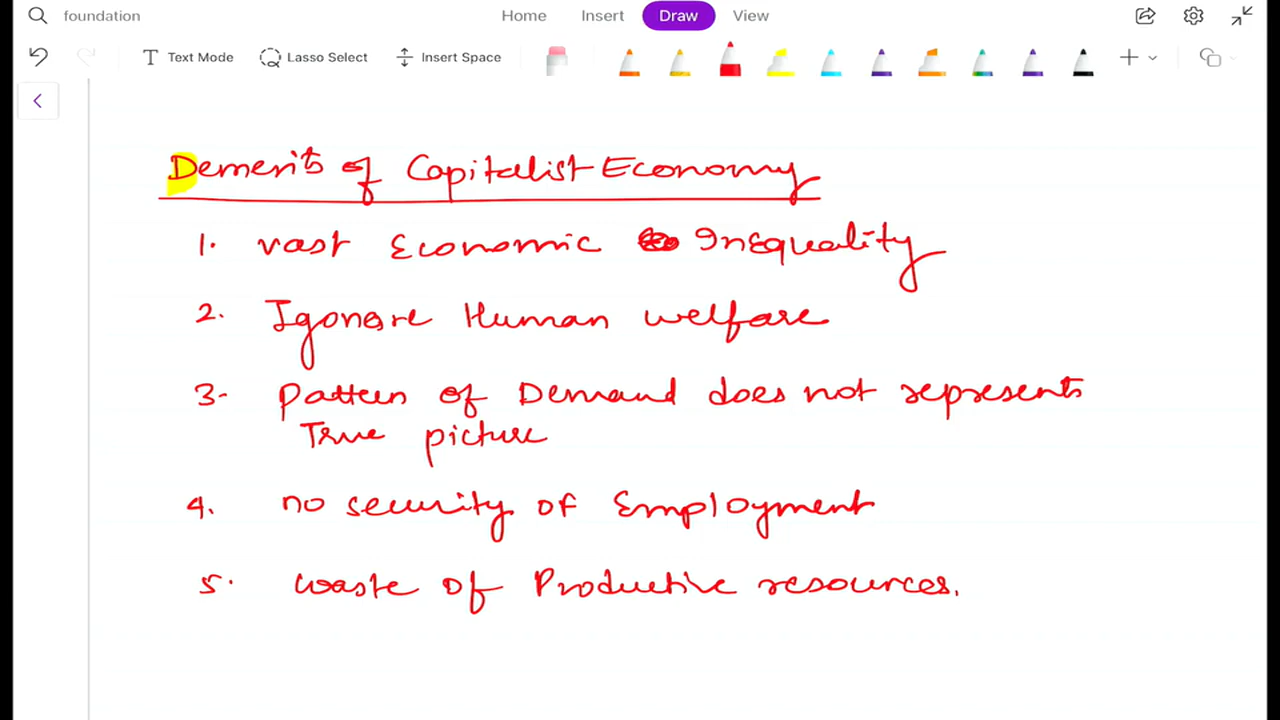 foundation
Home Insert Draw View
Text Mode Lasso Select Insert Space
Demerits of Capitalist Economy
1. vast Economic Inequality
2. Igonore Human welfare
3. Pattern of Demand does not represents
True picture
4. no security of Employment
5. waste of Productive resources.